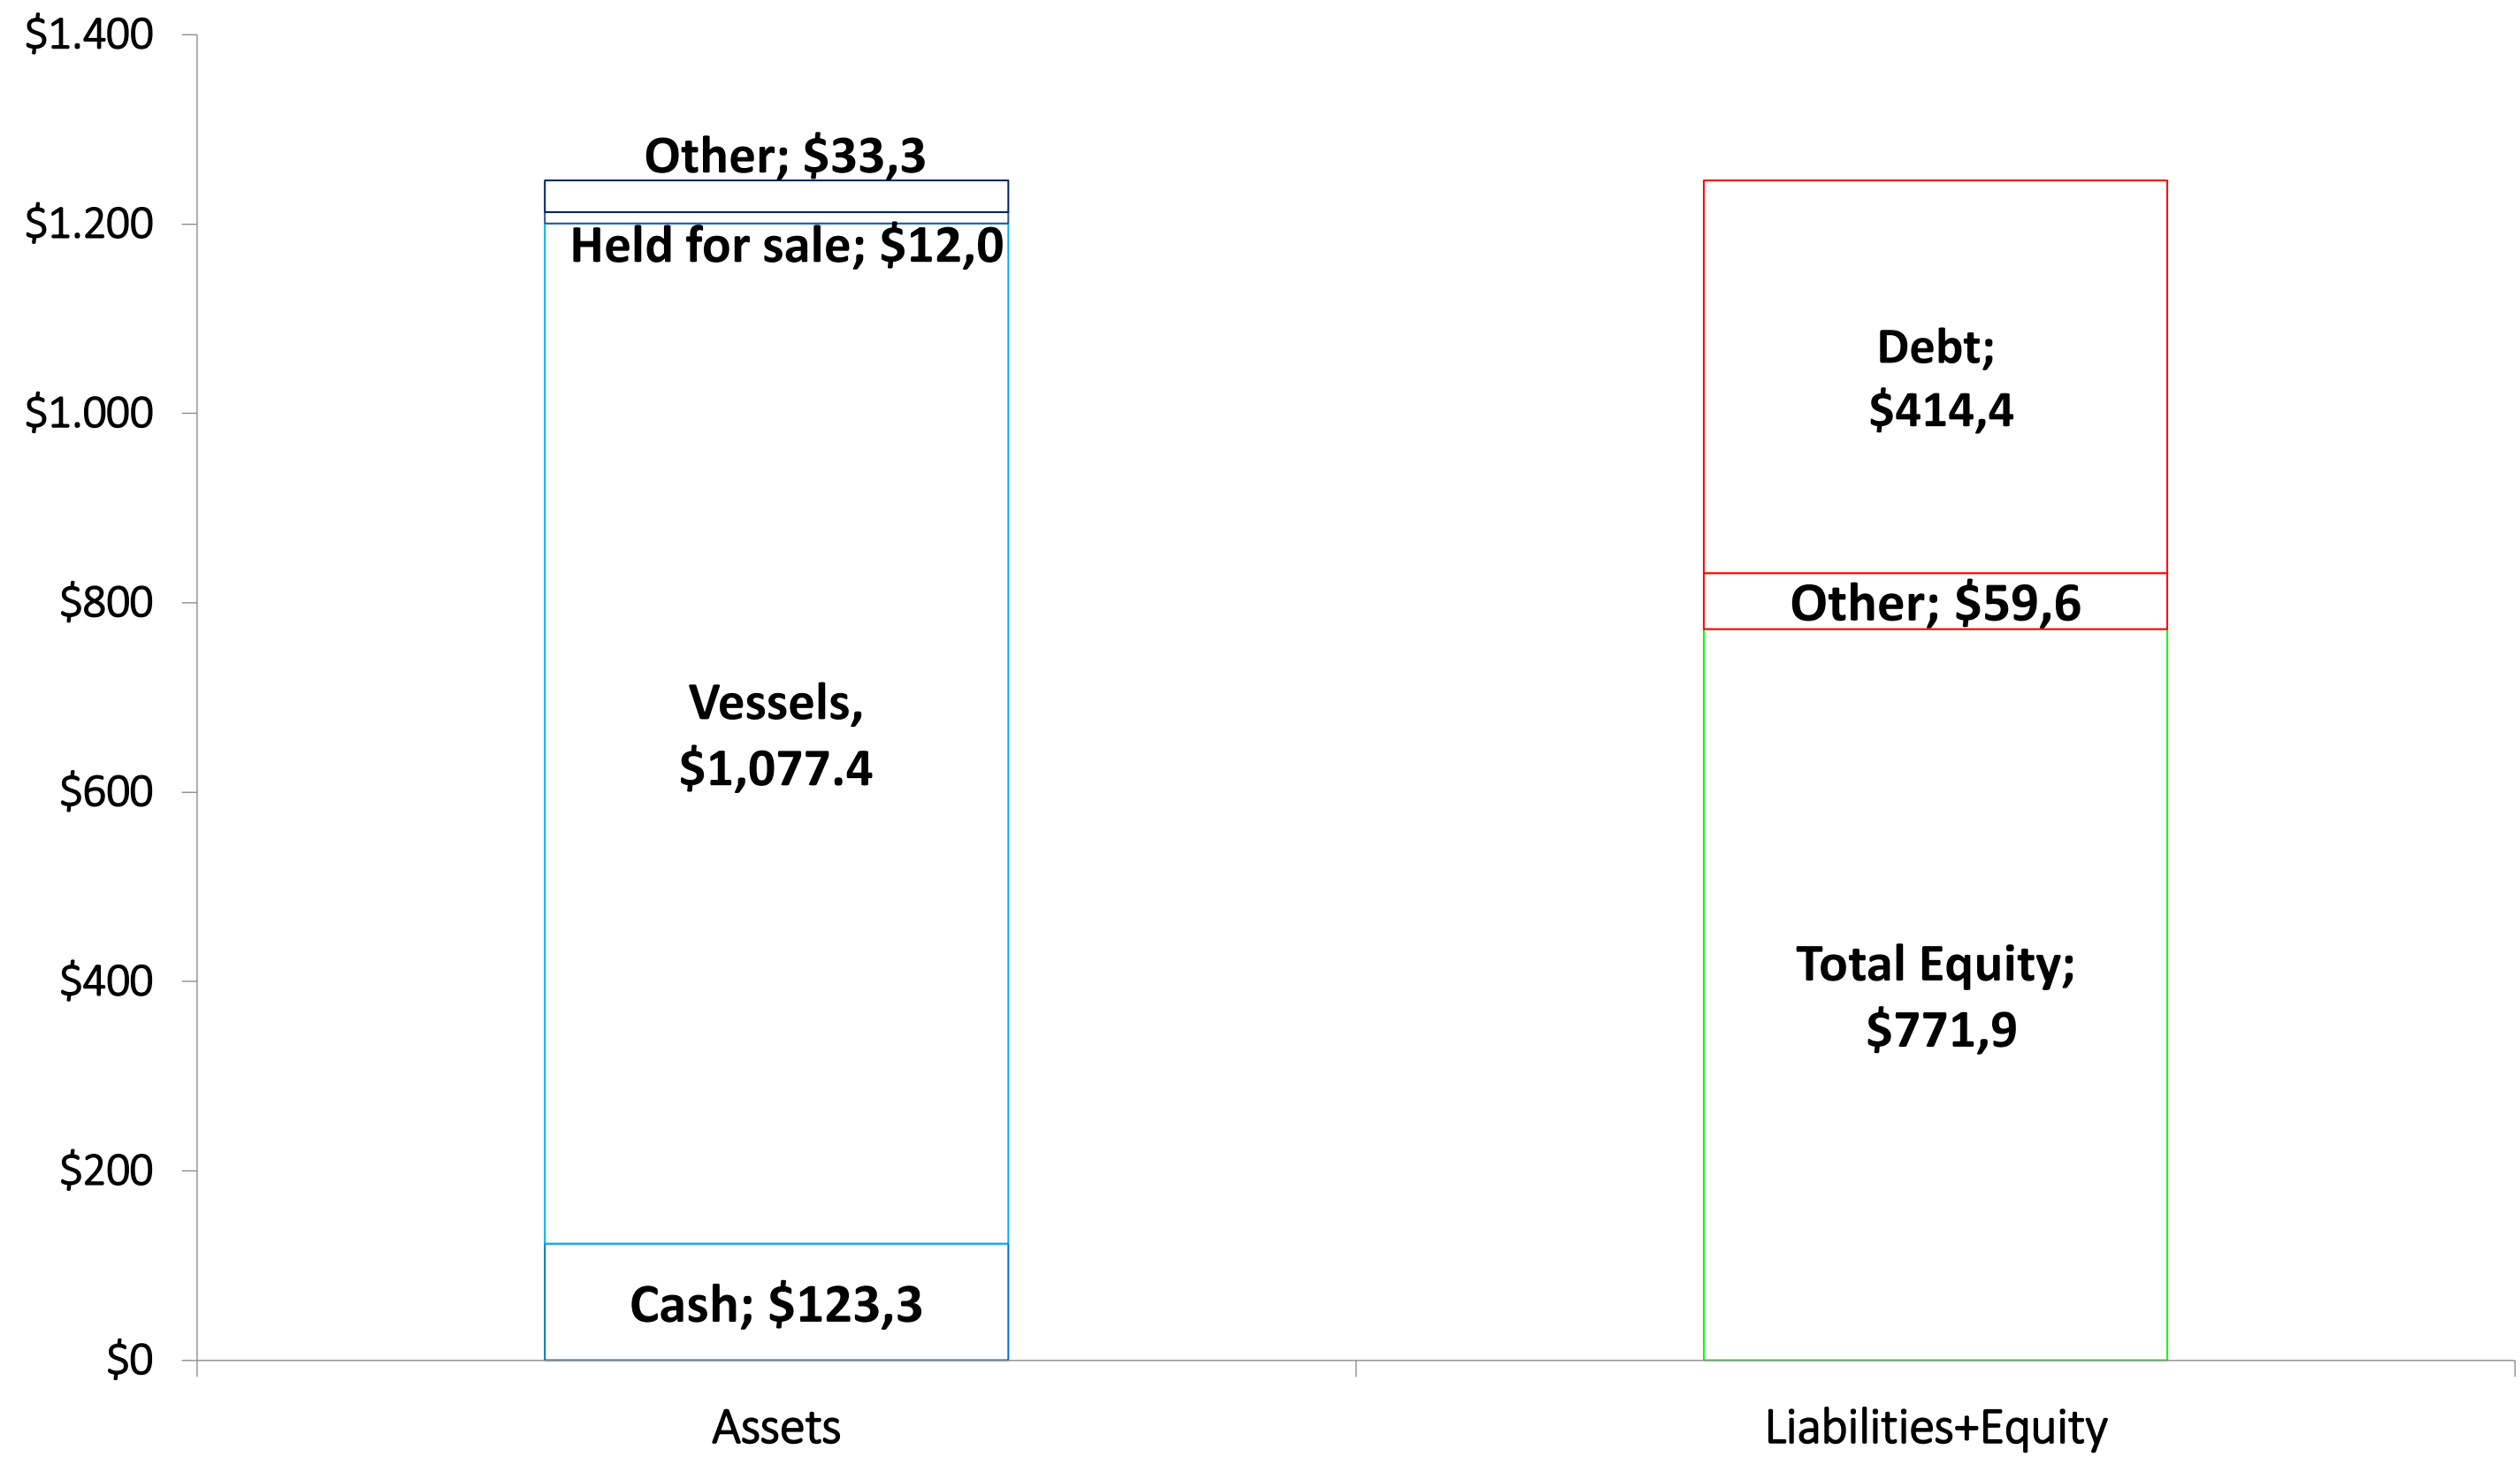 $1.400
$1.200
$1.000
$800
$600
$400
$200
$0
Other; $33,3
Held for sale; $12,0
Vessels,
$1,077.4
Cash; $123,3
Debt;
$414,4
Other; $59,6
Total Equity;
$771,9
Assets
Liabilities+Equity